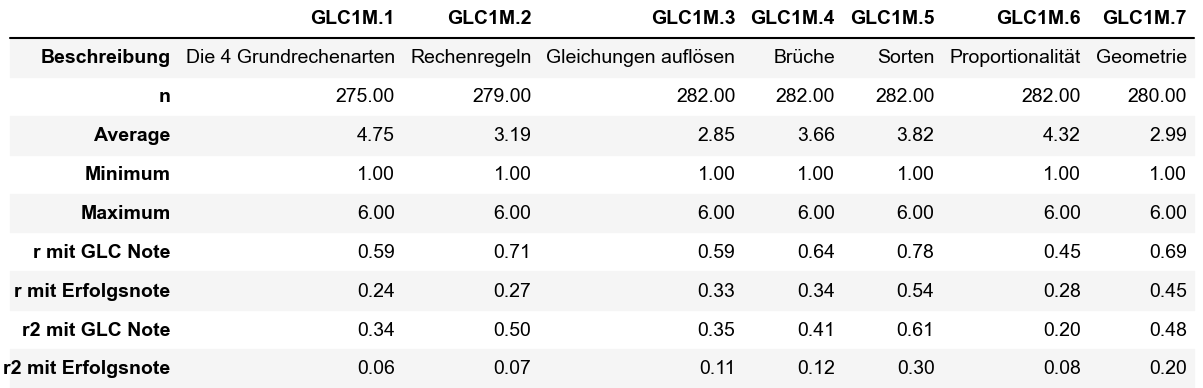 GLC1M.1 GLC1M.2 GLC1M.3 GLC1M.4 GLC1M.5 GLC1M.6 GLC1M.7
Beschreibung Die 4 Grundrechenarten Rechenregeln Gleichungen auflösen Brüche Sorten Proportionalität Geometrie
n 275.00 279.00 282.00 282.00 282.00 282.00 280.00
Average 4.75 3.19 2.85 3.66 3.82 4.32 2.99
Minimum 1.00 1.00 1.00 1.00 1.00 1.00 1.00
Maximum 6.00 6.00 6.00 6.00 6.00 6.00 6.00
r mit GLC Note 0.59 0.71 0.59 0.64 0.78 0.45 0.69
r mit Erfolgsnote 0.24 0.27 0.33 0.34 0.54 0.28 0.45
r2 mit GLC Note 0.34 0.50 0.35 0.41 0.61 0.20 0.48
r2 mit Erfolgsnote 0.06 0.07 0.11 0.12 0.30 0.08 0.20